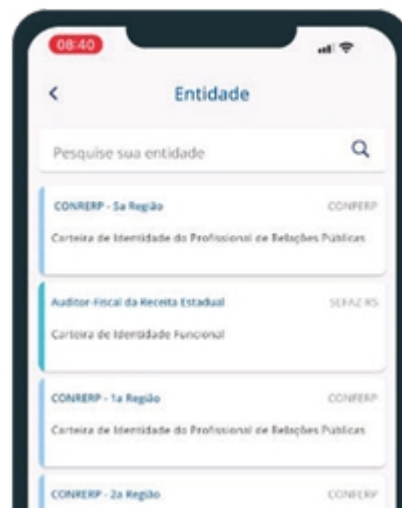 08:40
Entidade
Pesquise sua entidade
CONRERP - 5a Região CONFERP
Carteira de Identidade do Profissional de Relações Públicas
Auditor-Fiscal da Receita Estadual SEFAZ RS
Carteira de Identidade Funcional
CONRERP - 1a Região CONFERP
Carteira de Identidade do Profissional de Relações Públicas
CONRERP - 2a Região CONFERP